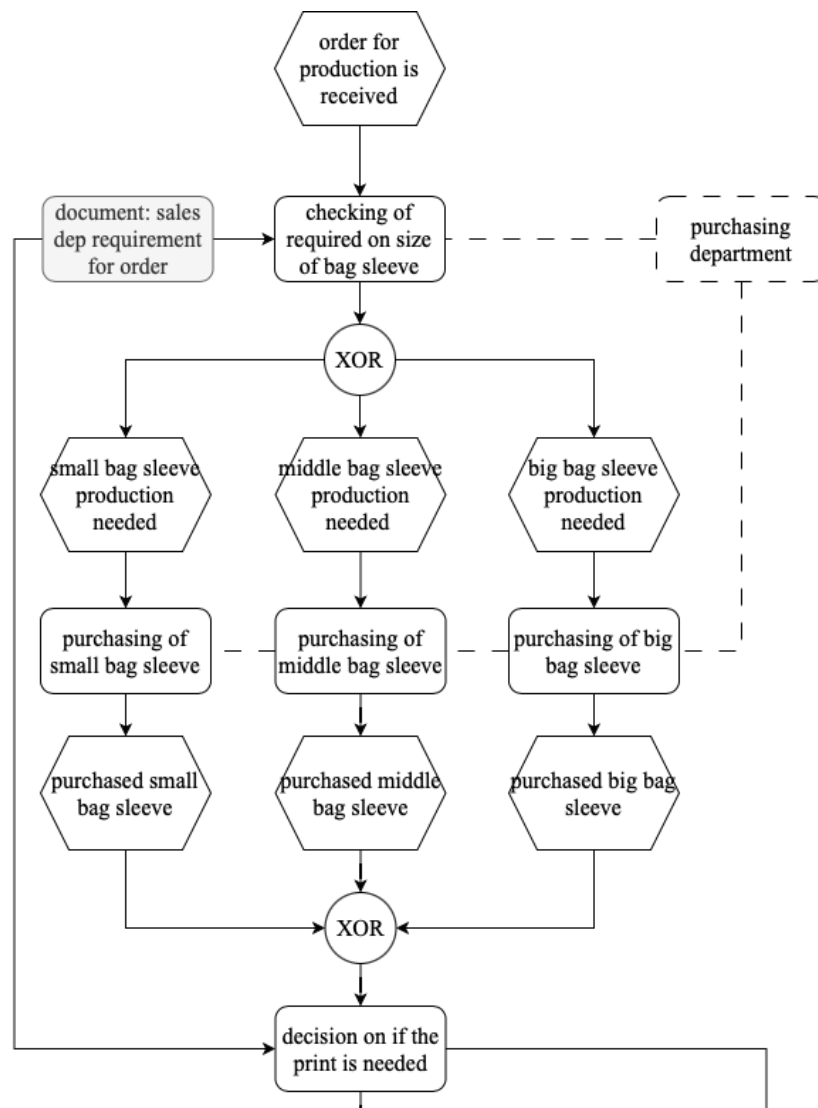 order for
production is
received
document: sales
dep requirement
for order
checking of
required on size
of bag sleeve
purchasing
department
XOR
small bag sleeve
production
needed
middle bag sleeve
production
needed
big bag sleeve
production
needed
purchasing of
small bag sleeve
purchasing of
middle bag sleeve
purchasing of big
bag sleeve
purchased small
bag sleeve
purchased middle
bag sleeve
purchased big bag
sleeve
XOR
decision on if the
print is needed